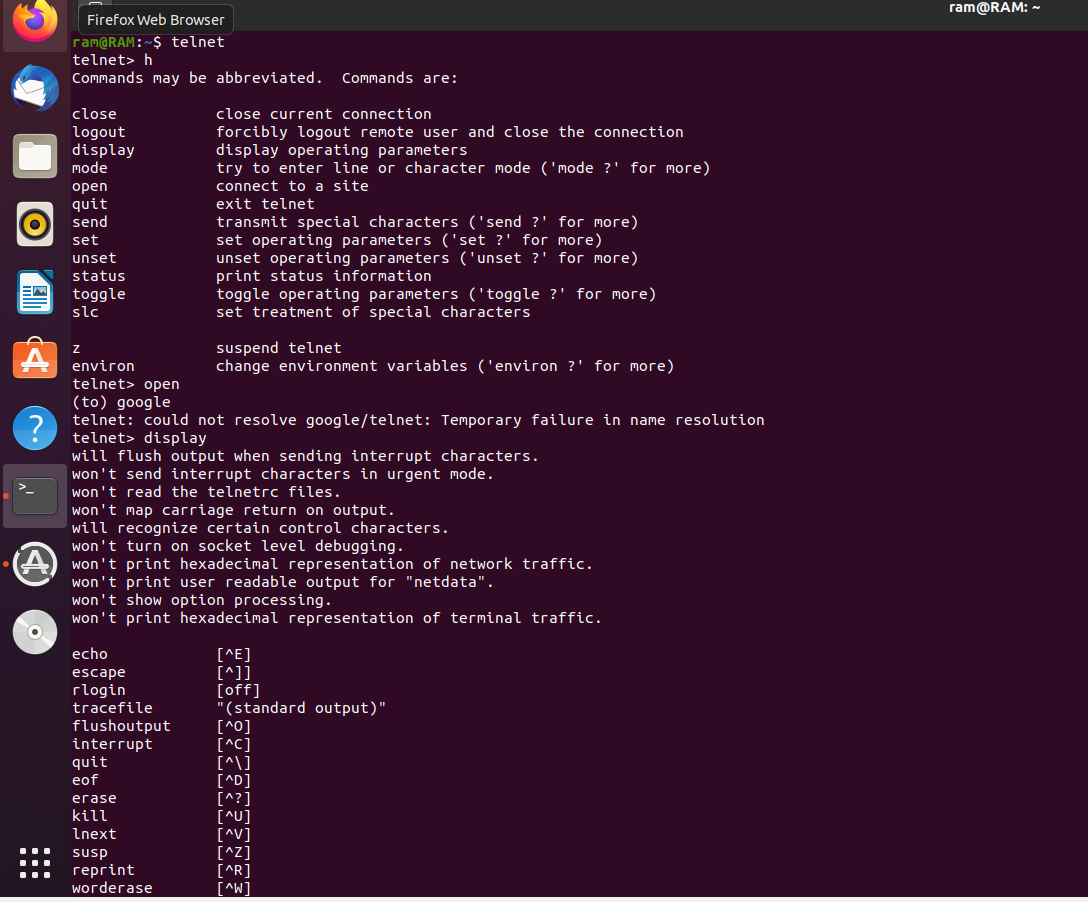 ram@RAM: ~
Firefox Web Browser
ram@RAM:~$ telnet
telnet> h
Commands may be abbreviated.  Commands are:

close           close current connection
logout          forcibly logout remote user and close the connection
display         display operating parameters
mode            try to enter line or character mode ('mode ?' for more)
open            connect to a site
quit            exit telnet
send            transmit special characters ('send ?' for more)
set             set operating parameters ('set ?' for more)
unset           unset operating parameters ('unset ?' for more)
status          print status information
toggle          toggle operating parameters ('toggle ?' for more)
slc             set treatment of special characters

z               suspend telnet
environ         change environment variables ('environ ?' for more)
telnet> open
(to) google
telnet: could not resolve google/telnet: Temporary failure in name resolution
telnet> display
will flush output when sending interrupt characters.
won't send interrupt characters in urgent mode.
won't read the telnetrc files.
won't map carriage return on output.
will recognize certain control characters.
won't turn on socket level debugging.
won't print hexadecimal representation of network traffic.
won't print user readable output for "netdata".
won't show option processing.
won't print hexadecimal representation of terminal traffic.

echo            [^E]
escape          [^]]
rlogin          [off]
tracefile       "(standard output)"
flushoutput     [^O]
interrupt       [^C]
quit            [^\]
eof             [^D]
erase           [^?]
kill            [^U]
lnext           [^V]
susp            [^Z]
reprint         [^R]
worderase       [^W]